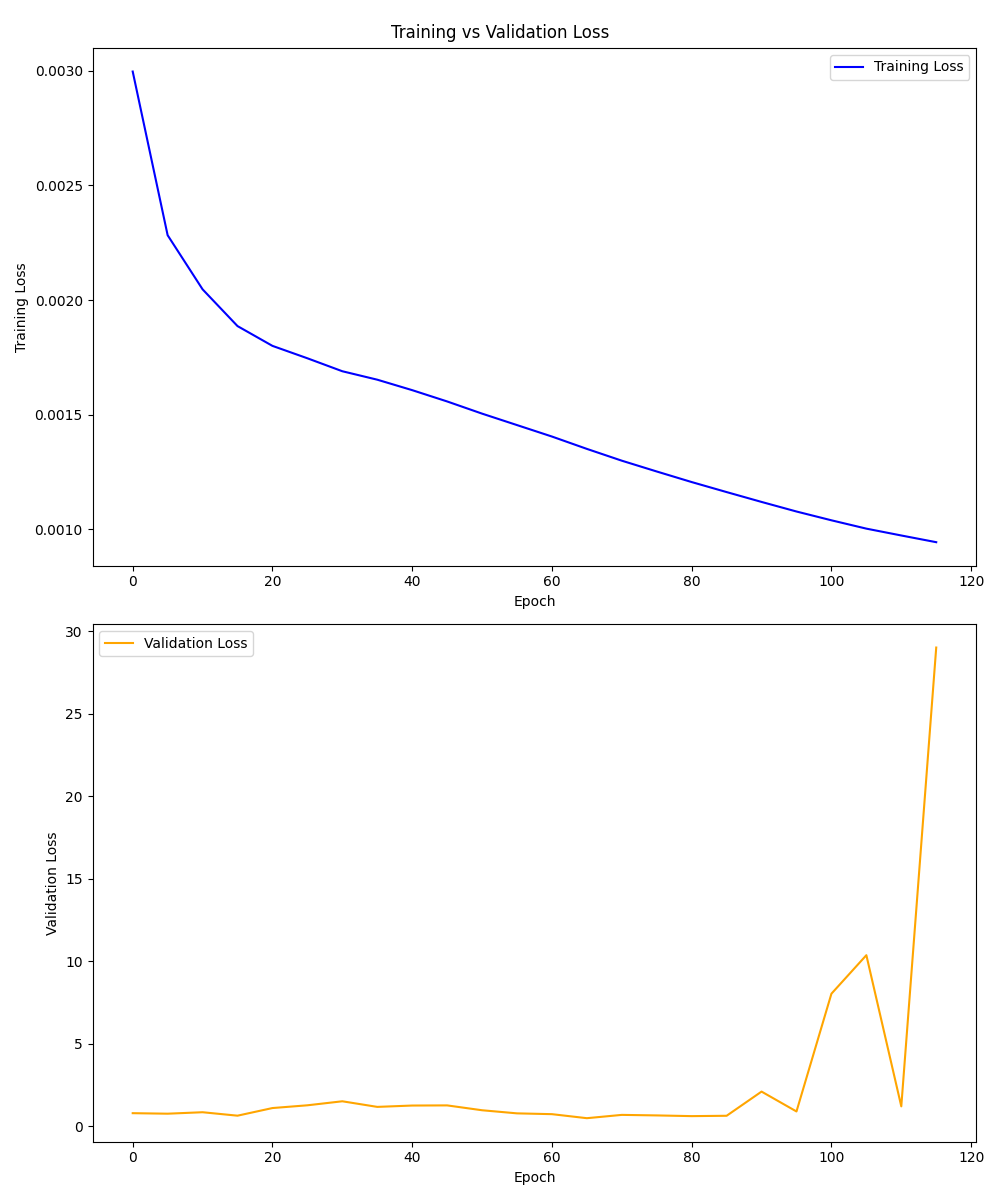 Training vs Validation Loss
Training Loss
0.0030
0.0025
0.0020
0.0015
0.0010
Training Loss
0 20 40 60 80 100 120
Epoch
Validation Loss
30
25
20
15
10
5
0
Validation Loss
0 20 40 60 80 100 120
Epoch